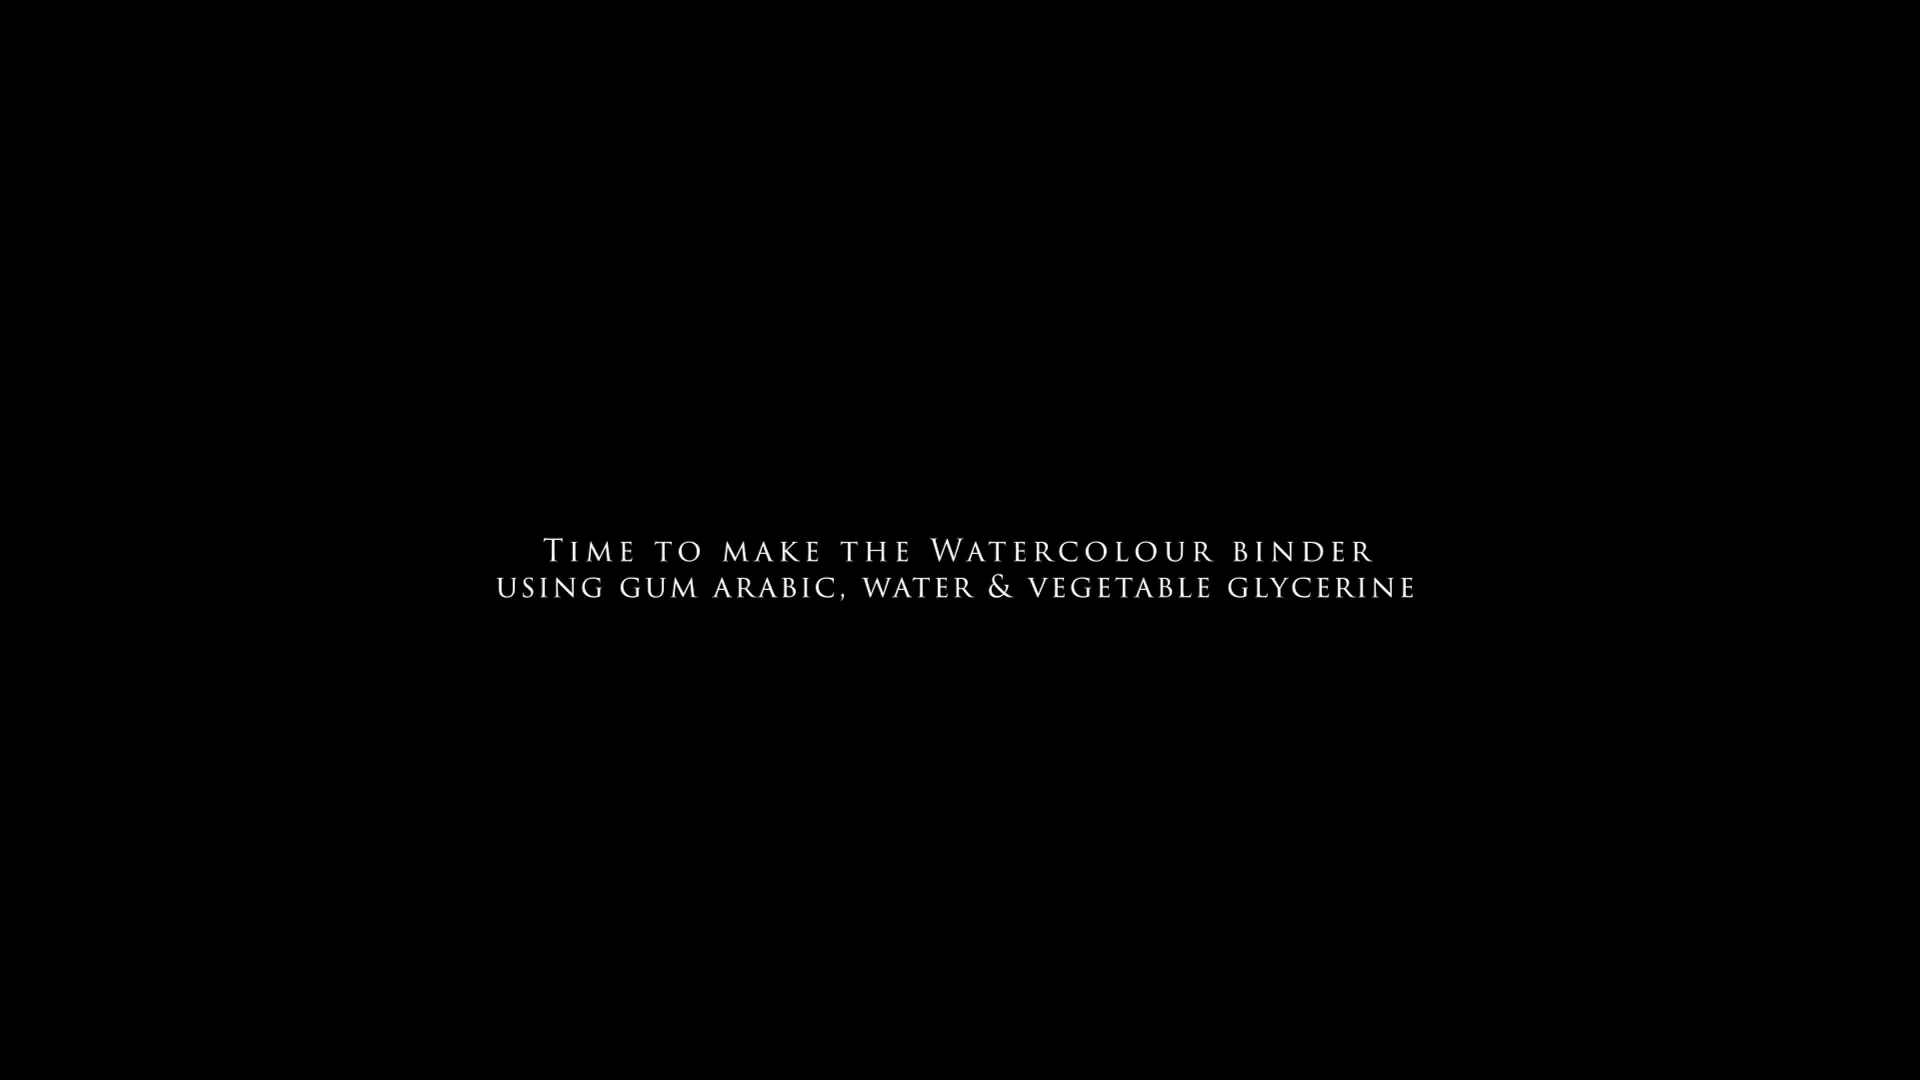 Time to make the Watercolour binder
using gum arabic, water & vegetable glycerine